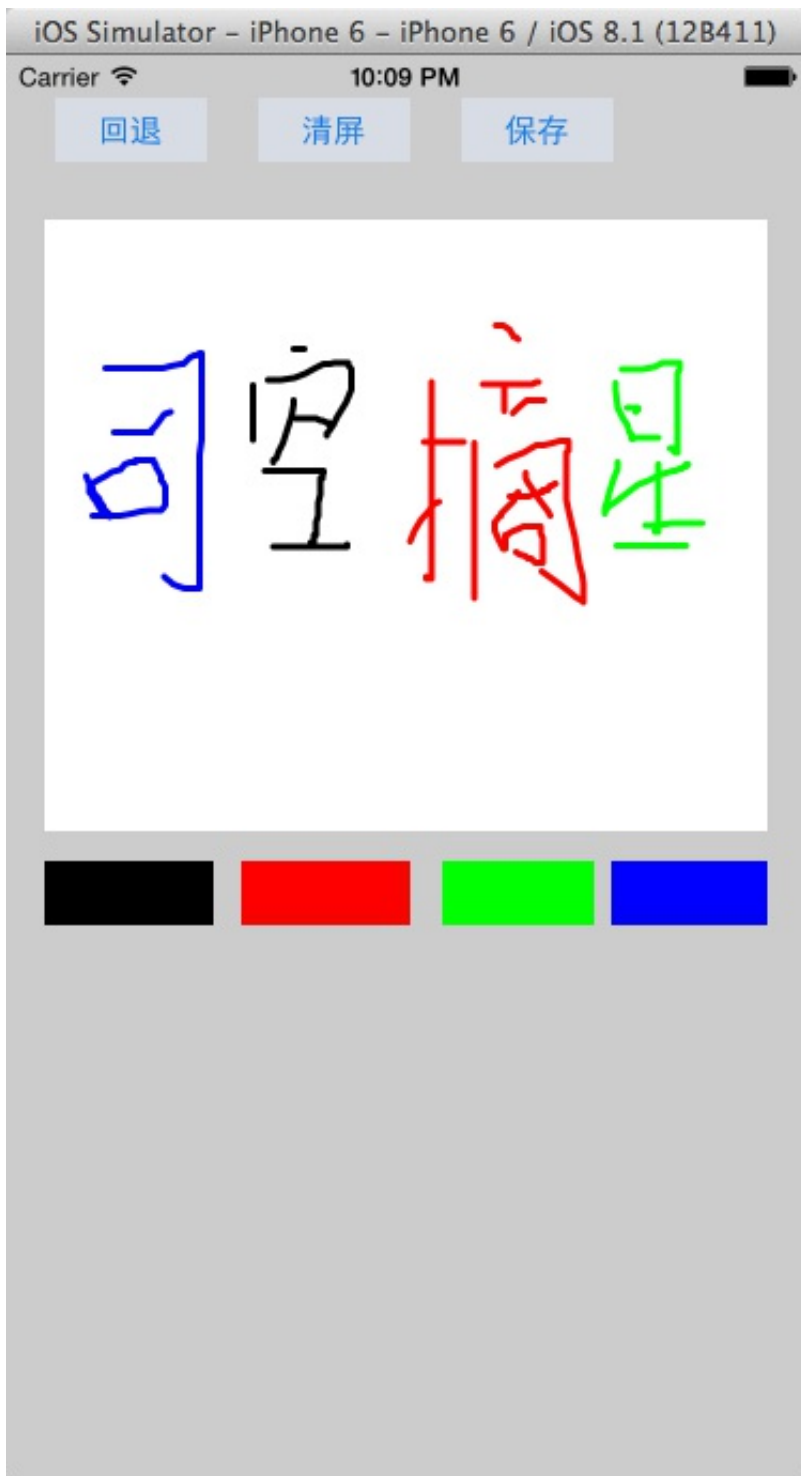 iOS Simulator – iPhone 6 – iPhone 6 / iOS 8.1 (12B411)
Carrier 10:09 PM
回退 清屏 保存
司空摘星